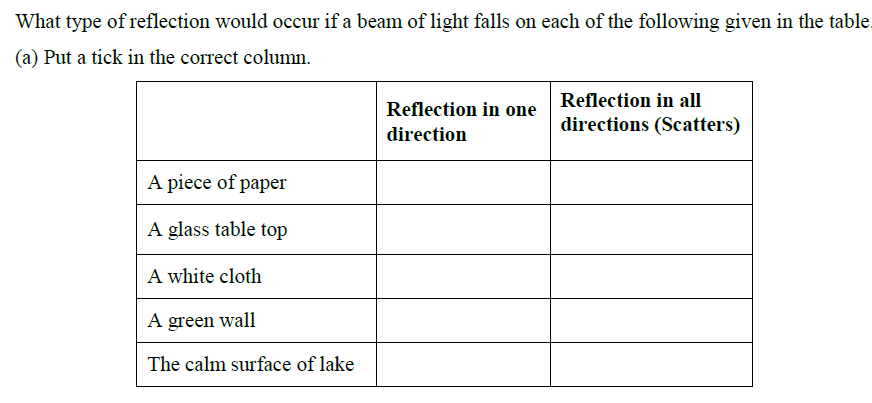 What type of reflection would occur if a beam of light falls on each of the following given in the table.
(a) Put a tick in the correct column.
Reflection in one direction
Reflection in all directions (Scatters)
A piece of paper
A glass table top
A white cloth
A green wall
The calm surface of lake